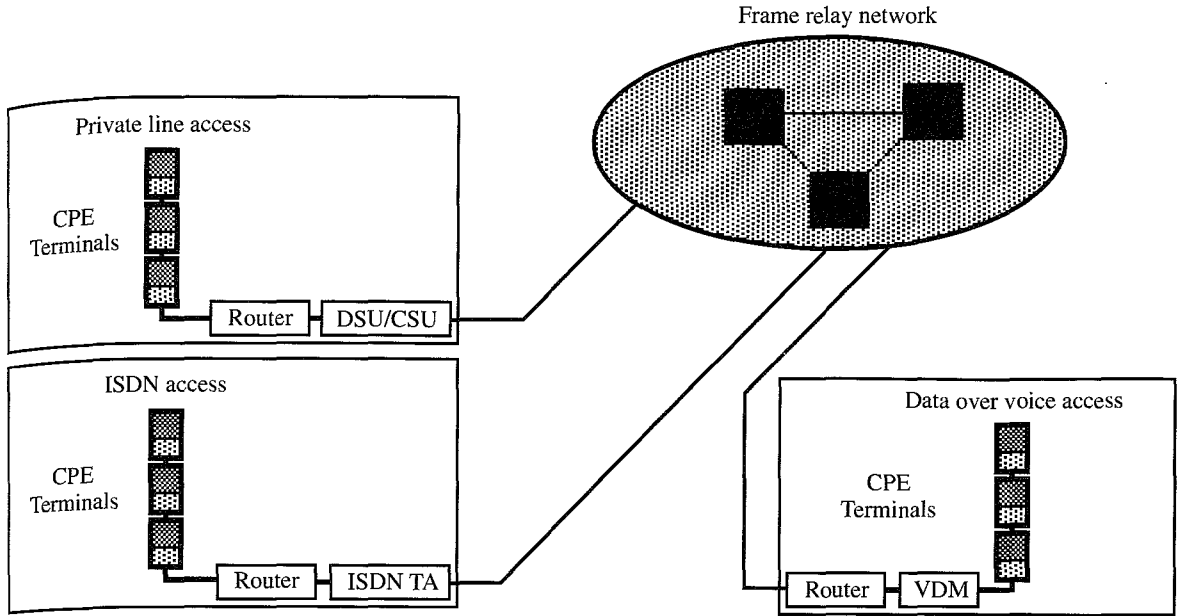 Frame relay network
Private line access
CPE
Terminals
Router
DSU/CSU
ISDN access
CPE
Terminals
Router
ISDN TA
Data over voice access
CPE
Terminals
Router
VDM